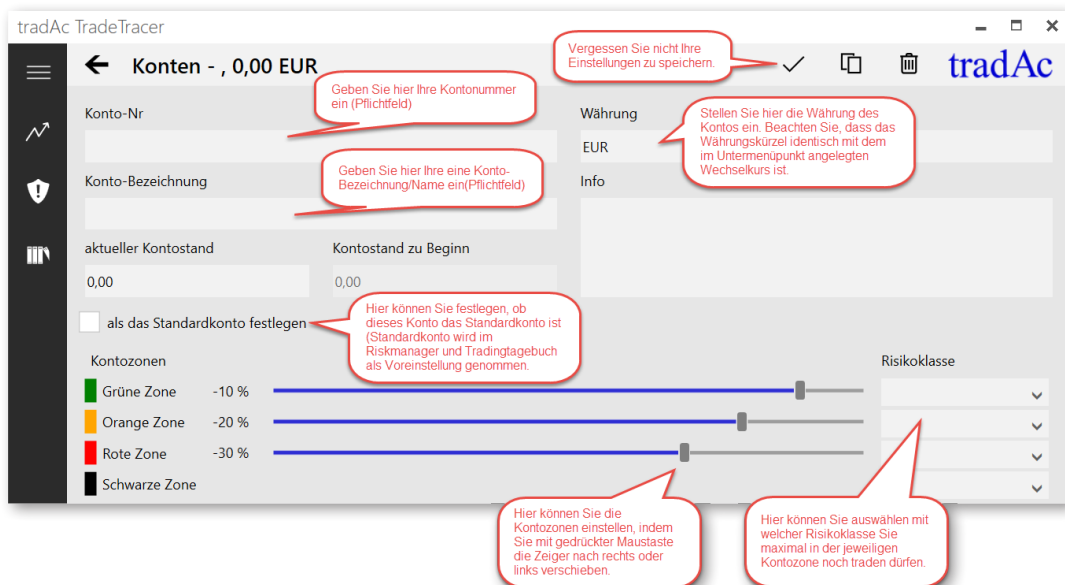 tradAc TradeTracer
Konten - , 0,00 EUR
Vergessen Sie nicht Ihre
Einstellungen zu speichern.
tradAc
Konto-Nr
Geben Sie hier Ihre Kontonummer
ein (Pflichtfeld)
Währung
EUR
Stellen Sie hier die Währung des
Kontos ein. Beachten Sie, dass das
Währungskürzel identisch mit dem
im Untermenüpunkt angelegten
Wechselkurs ist.
Konto-Bezeichnung
Geben Sie hier Ihre eine Konto-
Bezeichnung/Name ein(Pflichtfeld)
Info
aktueller Kontostand
Kontostand zu Beginn
0,00
0,00
als das Standardkonto festlegen
Hier können Sie festlegen, ob
dieses Konto das Standardkonto ist
(Standardkonto wird im
Riskmanager und Tradingtagebuch
als Voreinstellung genommen.
Kontozonen
Risikoklasse
Grüne Zone -10 %
Orange Zone -20 %
Rote Zone -30 %
Schwarze Zone
Hier können Sie die
Kontozonen einstellen, indem
Sie mit gedrückter Maustaste
die Zeiger nach rechts oder
links verschieben.
Hier können Sie auswählen mit
welcher Risikoklasse Sie
maximal in der jeweiligen
Kontozone noch traden dürfen.